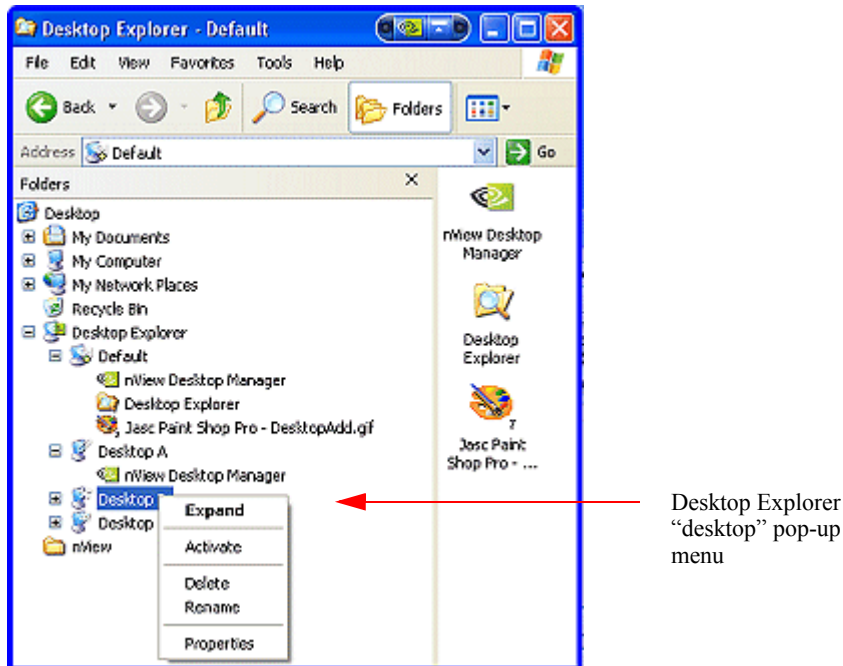 Desktop Explorer - Default
File Edit View Favorites Tools Help
Back Search Folders
Address Default Go
Folders
Desktop
My Documents
My Computer
My Network Places
Recycle Bin
Desktop Explorer
Default
nView Desktop Manager
Desktop Explorer
Jasc Paint Shop Pro - DesktopAdd.gif
Desktop A
nView Desktop Manager
Desktop
Desktop
nView
Expand
Activate
Delete
Rename
Properties
nView Desktop
Manager
Desktop
Explorer
7
Jasc Paint
Shop Pro - ...
Desktop Explorer
“desktop” pop-up
menu